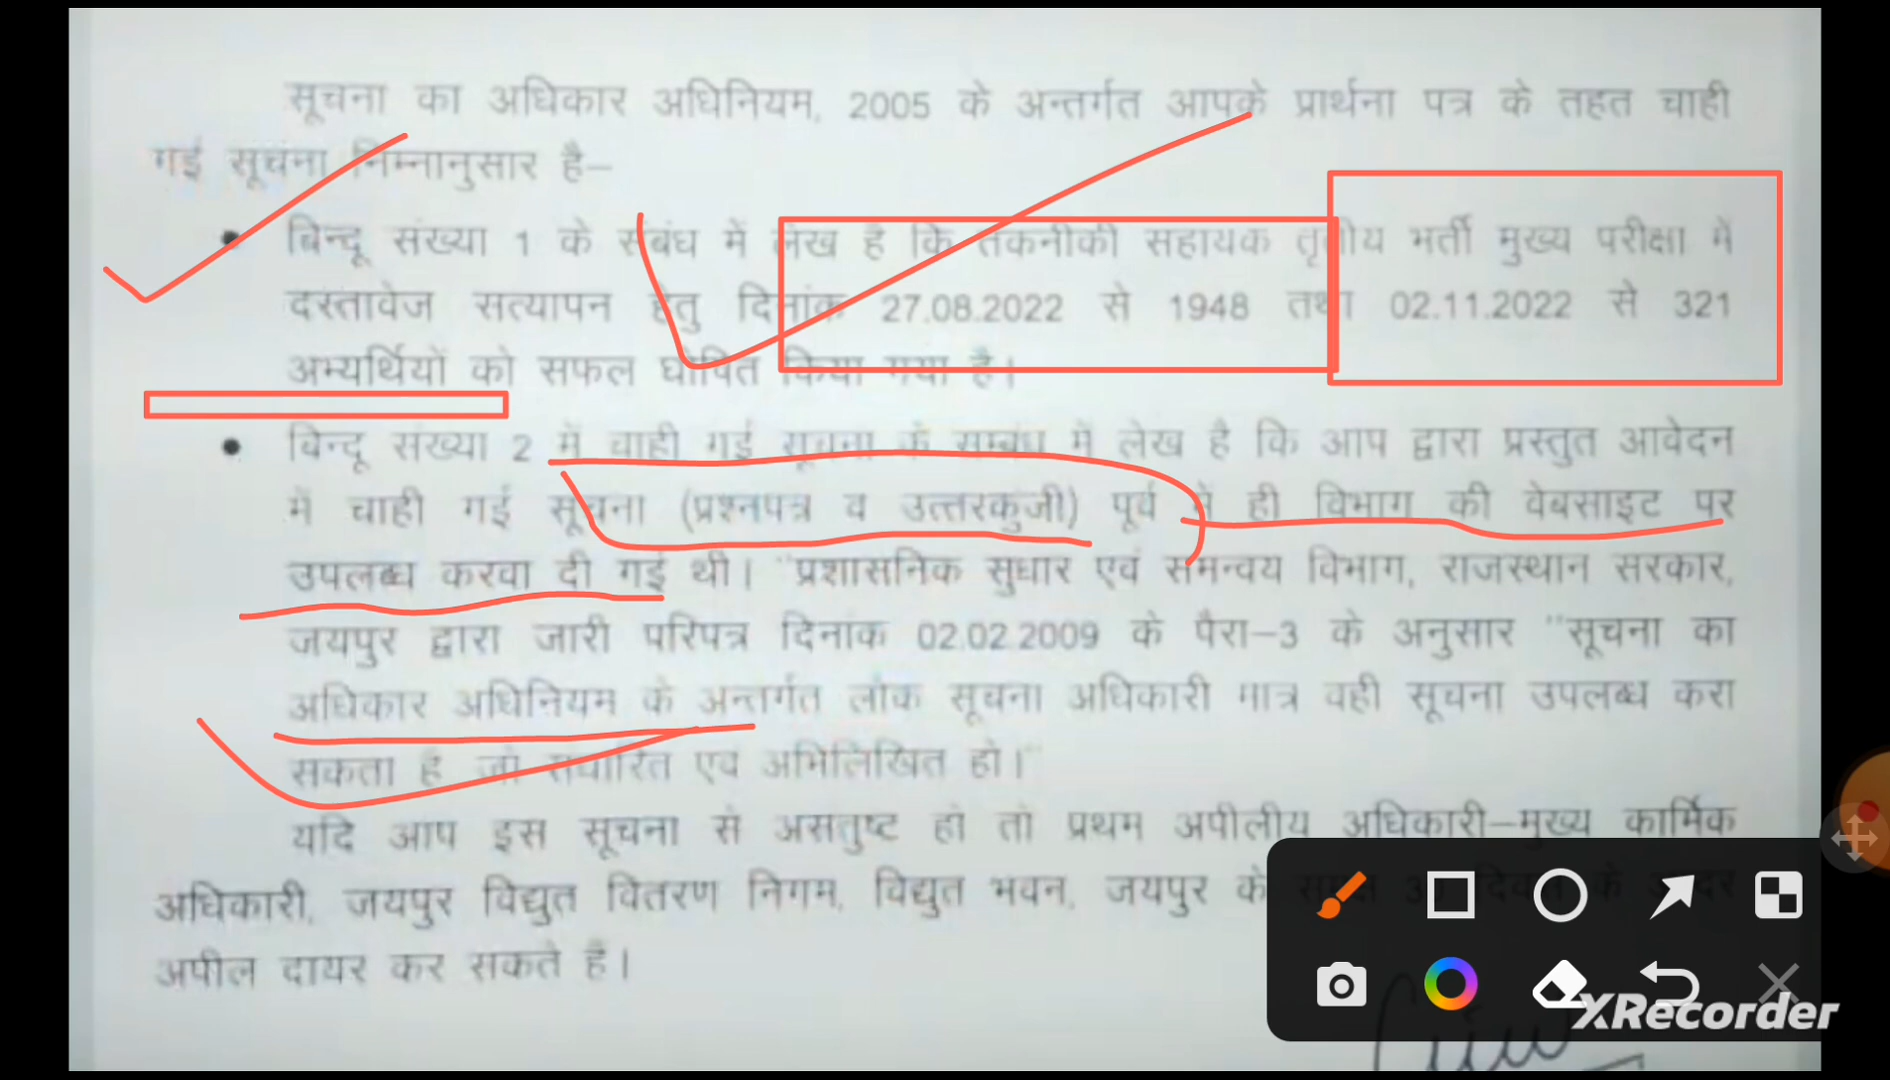 सूचना का अधिकार अधिनियम, 2005 के अन्तर्गत आपके प्रार्थना पत्र के तहत चाही
गई सूचना निम्नानुसार है–
• बिन्दू संख्या 1 के संबंध में लेख है कि तकनीकी सहायक तृतीय भर्ती मुख्य परीक्षा में
दस्तावेज सत्यापन हेतु दिनांक 27.08.2022 से 1948 तथा 02.11.2022 से 321
अभ्यर्थियों को सफल घोषित किया गया है।
• बिन्दू संख्या 2 में चाही गई सूचना के सम्बंध में लेख है कि आप द्वारा प्रस्तुत आवेदन
में चाही गई सूचना (प्रश्नपत्र व उत्तरकुंजी) पूर्व में ही विभाग की वेबसाइट पर
उपलब्ध करवा दी गई थी। "प्रशासनिक सुधार एवं समन्वय विभाग, राजस्थान सरकार,
जयपुर द्वारा जारी परिपत्र दिनांक 02.02.2009 के पैरा–3 के अनुसार "सूचना का
अधिकार अधिनियम के अन्तर्गत लोक सूचना अधिकारी मात्र वही सूचना उपलब्ध करा
सकता है जो संधारित एवं अभिलिखित हो।"
यदि आप इस सूचना से असतुष्ट हो तो प्रथम अपीलीय अधिकारी–मुख्य कार्मिक
अधिकारी, जयपुर विद्युत वितरण निगम, विद्युत भवन, जयपुर के
अपील दायर कर सकते है।
XRecorder